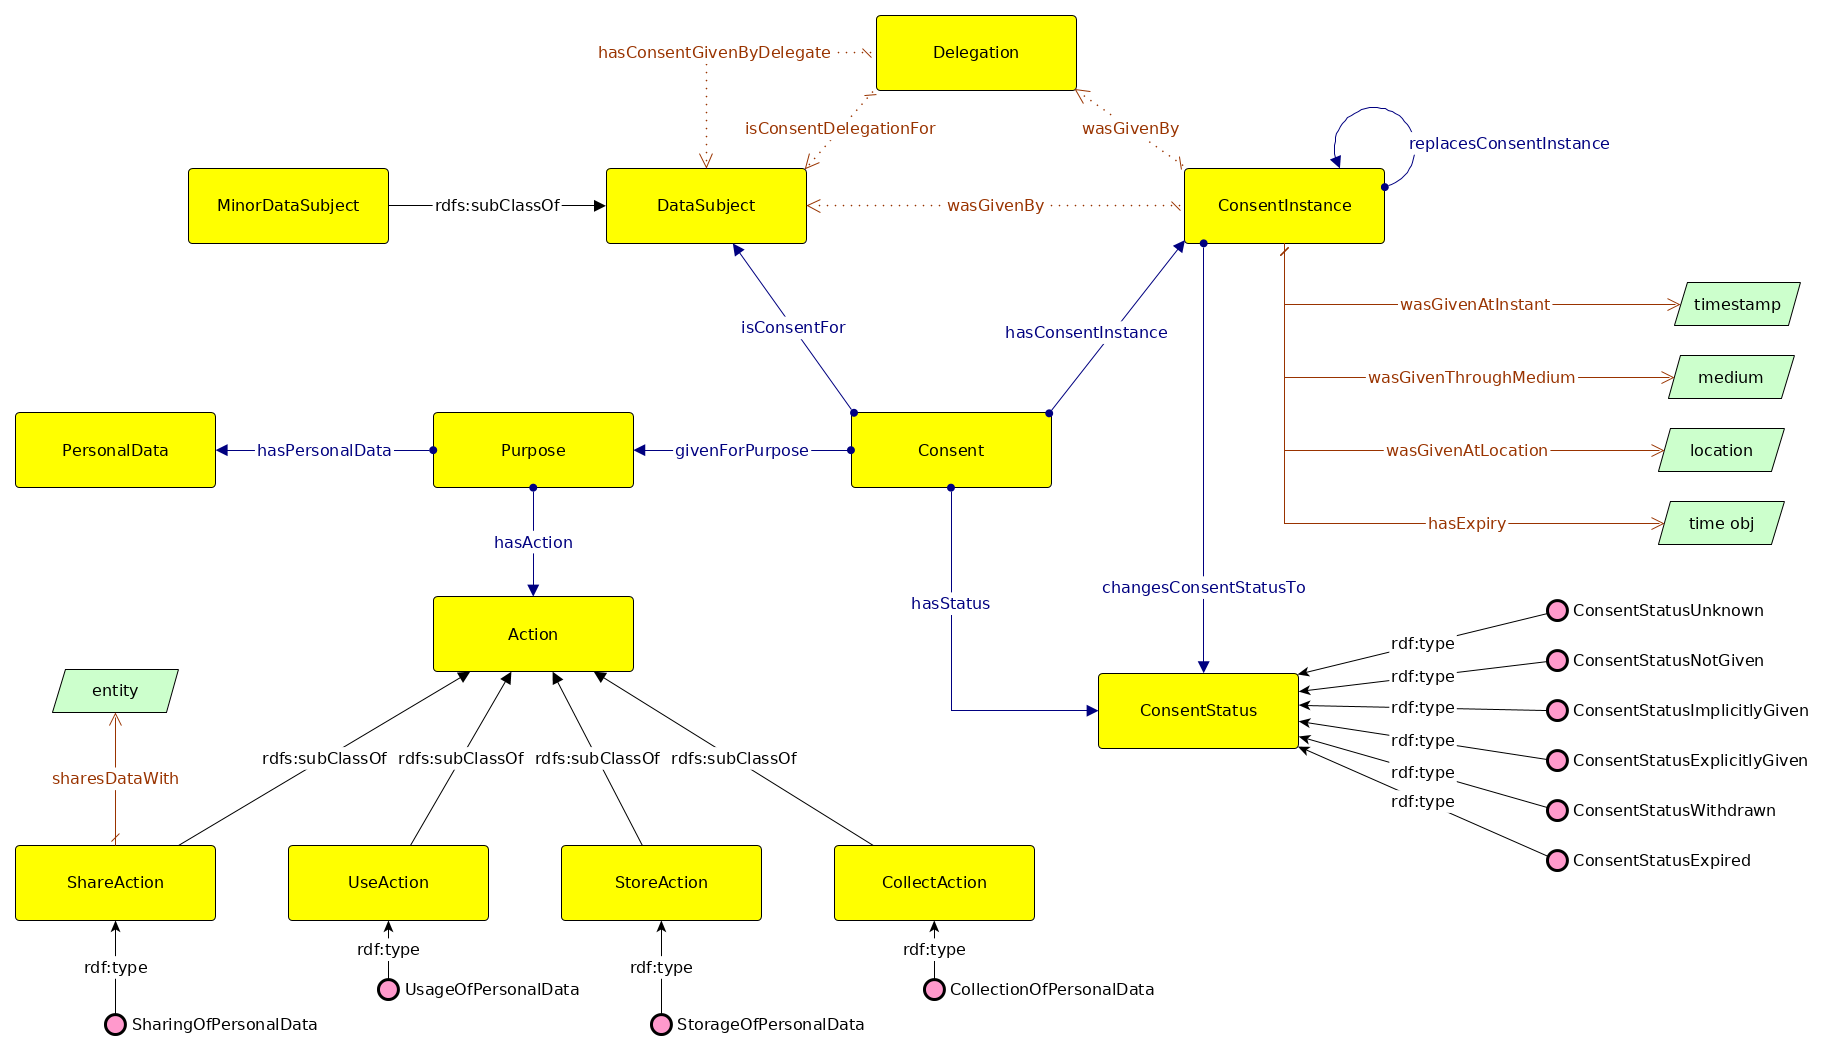 hasConsentGivenByDelegate
Delegation
isConsentDelegationFor
wasGivenBy
replacesConsentInstance
MinorDataSubject
rdfs:subClassOf
DataSubject
wasGivenBy
ConsentInstance
wasGivenAtInstant
timestamp
isConsentFor
hasConsentInstance
wasGivenThroughMedium
medium
PersonalData
hasPersonalData
Purpose
givenForPurpose
Consent
wasGivenAtLocation
location
hasExpiry
time obj
hasAction
changesConsentStatusTo
hasStatus
ConsentStatusUnknown
Action
rdf:type
ConsentStatusNotGiven
rdf:type
entity
ConsentStatus
rdf:type
ConsentStatusImplicitlyGiven
rdf:type
ConsentStatusExplicitlyGiven
rdfs:subClassOf
rdfs:subClassOf
rdfs:subClassOf
rdfs:subClassOf
sharesDataWith
rdf:type
ConsentStatusWithdrawn
rdf:type
ConsentStatusExpired
ShareAction
UseAction
StoreAction
CollectAction
rdf:type
rdf:type
rdf:type
rdf:type
UsageOfPersonalData
CollectionOfPersonalData
SharingOfPersonalData
StorageOfPersonalData